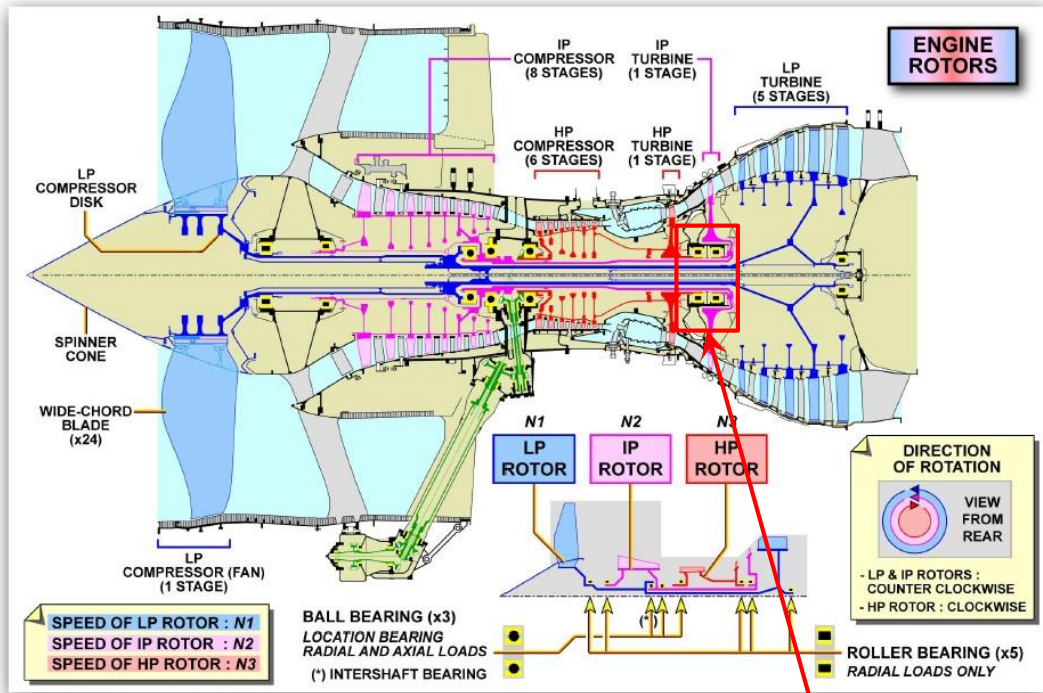 IP
COMPRESSOR
(8 STAGES)
IP
TURBINE
(1 STAGE)
ENGINE
ROTORS
LP
TURBINE
(5 STAGES)
HP
COMPRESSOR
(6 STAGES)
HP
TURBINE
(1 STAGE)
LP
COMPRESSOR
DISK
SPINNER
CONE
WIDE-CHORD
BLADE
(x24)
LP
COMPRESSOR (FAN)
(1 STAGE)
N1
N2
N3
LP
ROTOR
IP
ROTOR
HP
ROTOR
DIRECTION
OF ROTATION
VIEW
FROM
REAR
- LP & IP ROTORS :
COUNTER CLOCKWISE
- HP ROTOR : CLOCKWISE
SPEED OF LP ROTOR : N1
SPEED OF IP ROTOR : N2
SPEED OF HP ROTOR : N3
BALL BEARING (x3)
LOCATION BEARING
RADIAL AND AXIAL LOADS
(*) INTERSHAFT BEARING
(*)
ROLLER BEARING (x5)
RADIAL LOADS ONLY